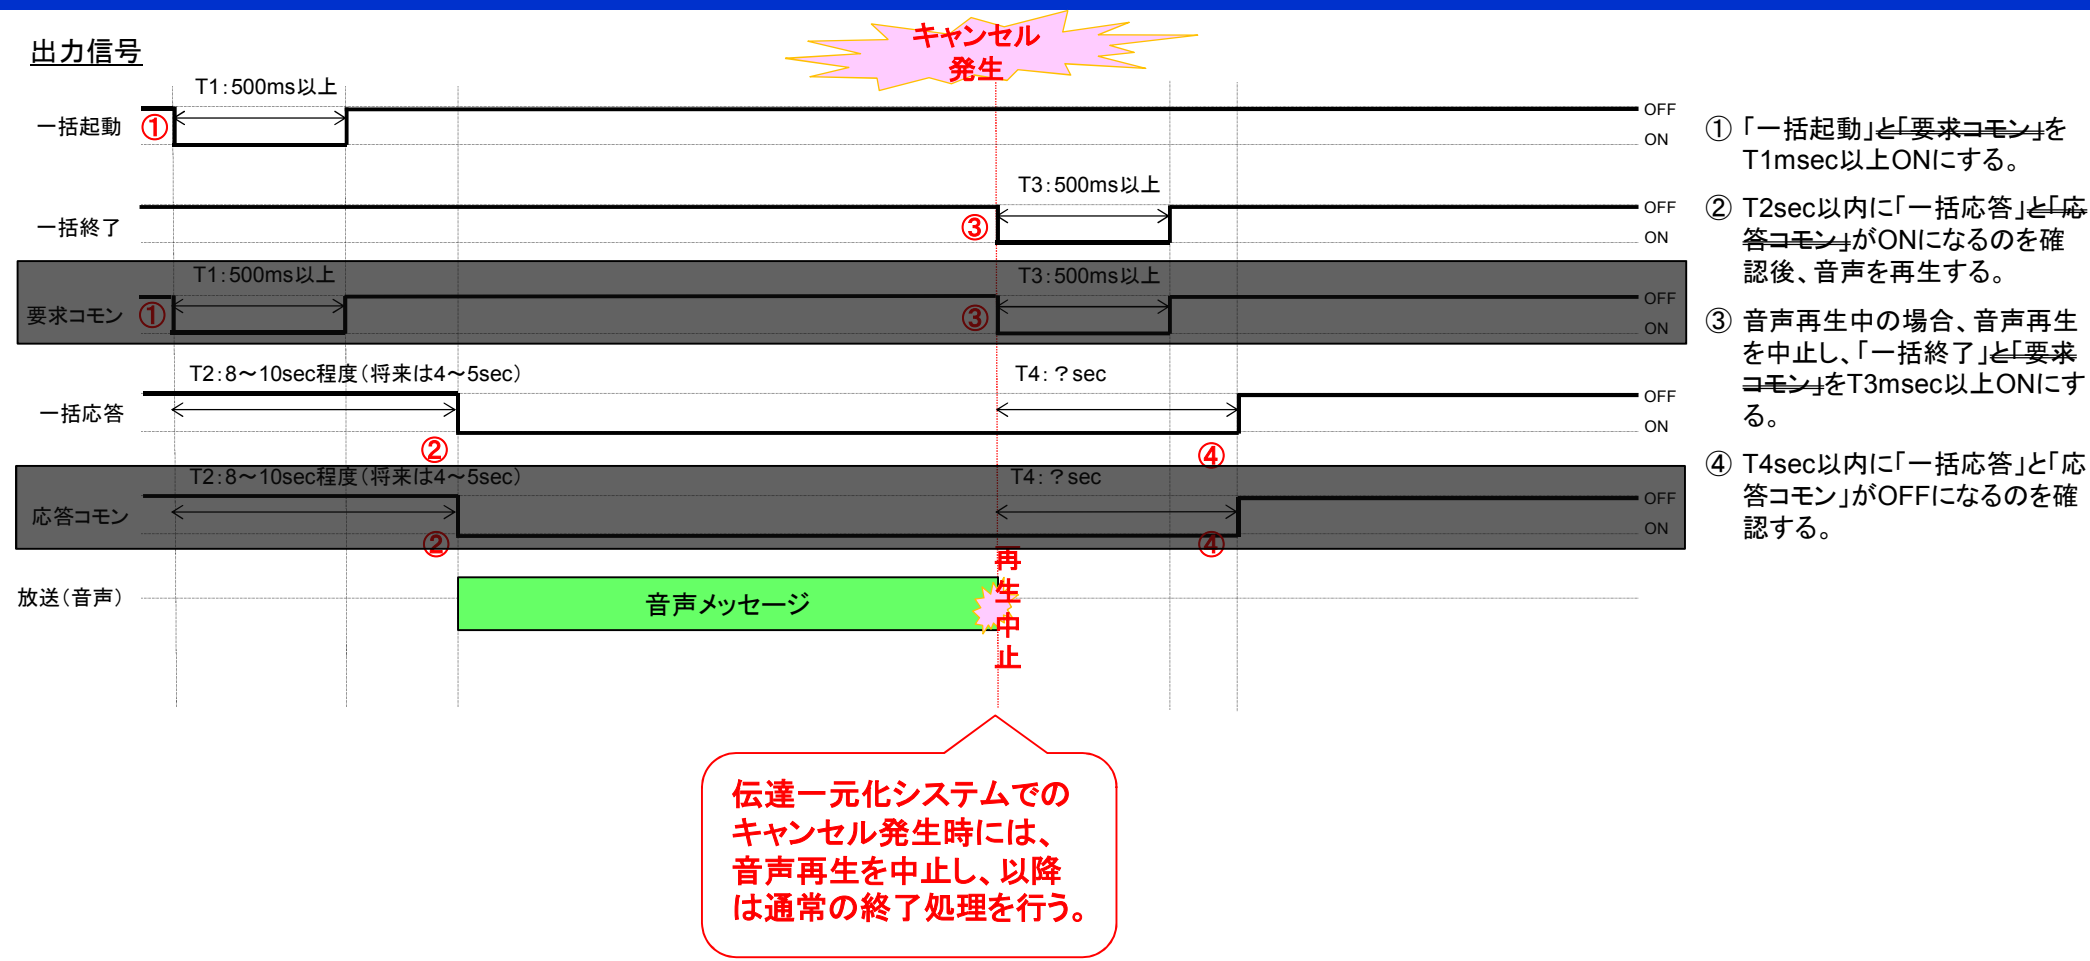 キャンセル
発生
出力信号
T1：500ms以上
一括起動
①
OFF
ON
T3：500ms以上
一括終了
③
OFF
ON
T1：500ms以上
T3：500ms以上
要求コモン
①
③
OFF
ON
T2：8～10sec程度（将来は4～5sec）
T4：？sec
一括応答
②
④
OFF
ON
T2：8～10sec程度（将来は4～5sec）
T4：？sec
応答コモン
②
④
OFF
ON
放送（音声）
音声メッセージ
再
生
中
止
伝達一元化システムでの
キャンセル発生時には、
音声再生を中止し、以降
は通常の終了処理を行う。
① 「一括起動」と「要求コモン」を
T1msec以上ONにする。
② T2sec以内に「一括応答」と「応
答コモン」がONになるのを確
認後、音声を再生する。
③ 音声再生中の場合、音声再生
を中止し、「一括終了」と「要求
コモン」をT3msec以上ONにす
る。
④ T4sec以内に「一括応答」と「応
答コモン」がOFFになるのを確
認する。